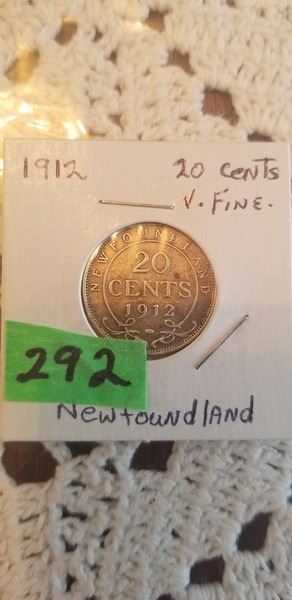 1912 20 cents
V. FINE.
NEWFOUNDLAND
20
CENTS
1912
292
Newfoundland